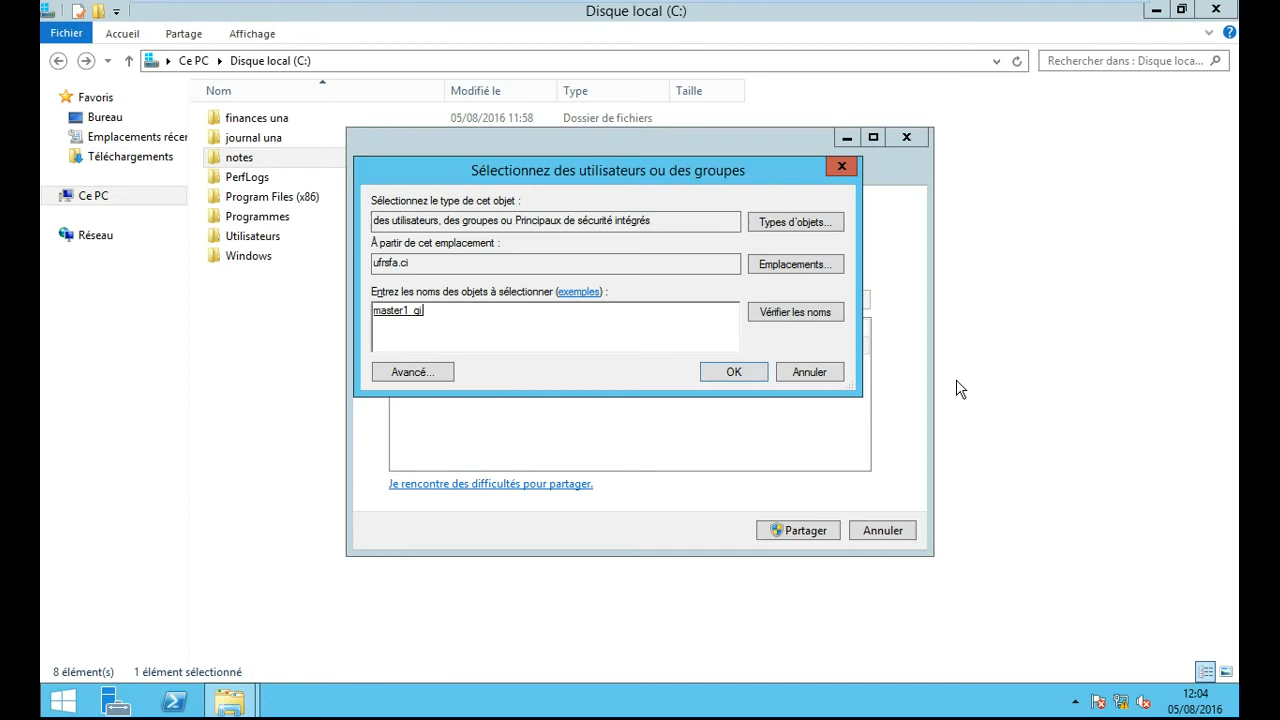 Disque local (C:)
Fichier Accueil Partage Affichage
Ce PC Disque local (C:) Rechercher dans : Disque loca...
Nom Modifié le Type Taille
Favoris
Bureau
Emplacements récer
Téléchargements
Ce PC
Réseau
finances una 05/08/2016 11:58 Dossier de fichiers
journal una
notes
PerfLogs
Program Files (x86)
Programmes
Utilisateurs
Windows
Sélectionnez des utilisateurs ou des groupes
Sélectionnez le type de cet objet :
des utilisateurs, des groupes ou Principaux de sécurité intégrés Types d'objets...
À partir de cet emplacement :
ufrsfa.ci Emplacements...
Entrez les noms des objets à sélectionner (exemples) :
master1_gi Vérifier les noms
Avancé... OK Annuler
Je rencontre des difficultés pour partager.
Partager Annuler
8 élément(s) 1 élément sélectionné
12:04
05/08/2016